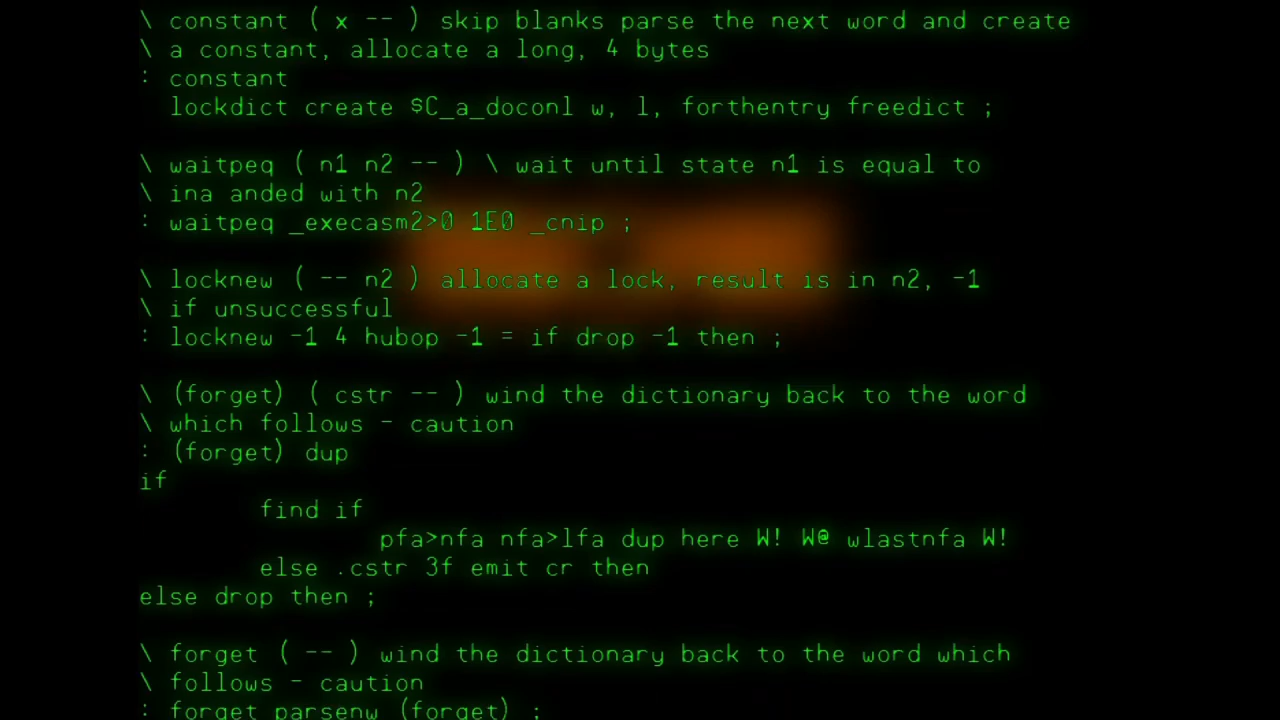 \ constant ( x -- ) skip blanks parse the next word and create
\ a constant, allocate a long, 4 bytes
: constant
lockdict create $C_a_doconl w, l, forthentry freedict ;
\ waitpeq ( n1 n2 -- ) \ wait until state n1 is equal to
\ ina anded with n2
: waitpeq _execasm2>0 1E0 _cnip ;
\ locknew ( -- n2 ) allocate a lock, result is in n2, -1
\ if unsuccessful
: locknew -1 4 hubop -1 = if drop -1 then ;
\ (forget) ( cstr -- ) wind the dictionary back to the word
\ which follows - caution
: (forget) dup
if
find if
pfa>nfa nfa>lfa dup here W! W@ wlastnfa W!
else .cstr 3f emit cr then
else drop then ;
\ forget ( -- ) wind the dictionary back to the word which
\ follows - caution
: forget parsenw (forget) ;